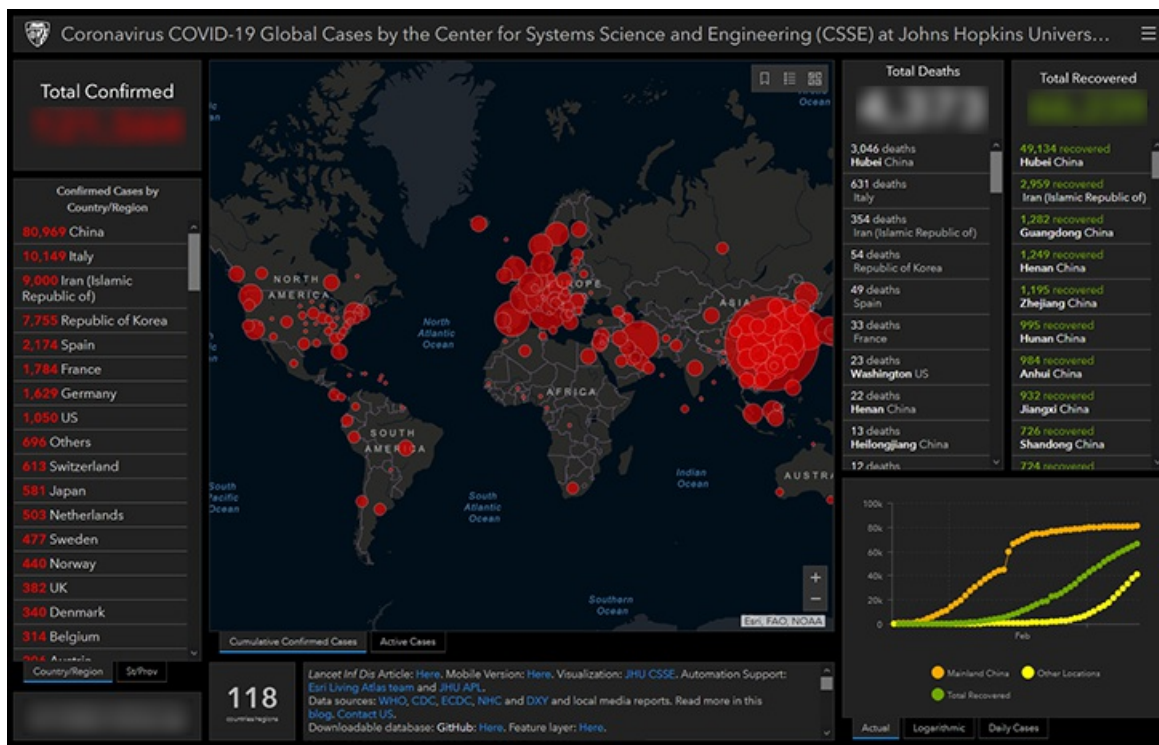 Coronavirus COVID-19 Global Cases by the Center for Systems Science and Engineering (CSSE) at Johns Hopkins Univers...
Total Confirmed
Confirmed Cases by
Country/Region
80,969 China
10,149 Italy
9,000 Iran (Islamic
Republic of)
7,755 Republic of Korea
2,174 Spain
1,784 France
1,629 Germany
1,050 US
696 Others
613 Switzerland
581 Japan
503 Netherlands
477 Sweden
440 Norway
382 UK
340 Denmark
314 Belgium
Country/Region
St/Prov
Ocean
NORTH
AMERICA
North
Atlantic
Ocean
ASIA
AFRICA
SOUTH
AMERICA
South
Pacific
Ocean
South
Atlantic
Ocean
Indian
Ocean
AUSTRA
Southern
Ocean
+
−
Esri, FAO, NOAA
Cumulative Confirmed Cases
Active Cases
118
countries/regions
Lancet Inf Dis Article: Here. Mobile Version: Here. Visualization: JHU CSSE. Automation Support:
Esri Living Atlas team and JHU APL.
Data sources: WHO, CDC, ECDC, NHC and DXY and local media reports. Read more in this
blog. Contact US.
Downloadable database: GitHub: Here. Feature layer: Here.
Total Deaths
3,046 deaths
Hubei China
631 deaths
Italy
354 deaths
Iran (Islamic Republic of)
54 deaths
Republic of Korea
49 deaths
Spain
33 deaths
France
23 deaths
Washington US
22 deaths
Henan China
13 deaths
Heilongjiang China
12 deaths
Total Recovered
49,134 recovered
Hubei China
2,959 recovered
Iran (Islamic Republic of)
1,282 recovered
Guangdong China
1,249 recovered
Henan China
1,195 recovered
Zhejiang China
995 recovered
Hunan China
984 recovered
Anhui China
932 recovered
Jiangxi China
726 recovered
Shandong China
724 recovered
100k
80k
60k
40k
20k
0
Feb
Mainland China
Other Locations
Total Recovered
Actual
Logarithmic
Daily Cases